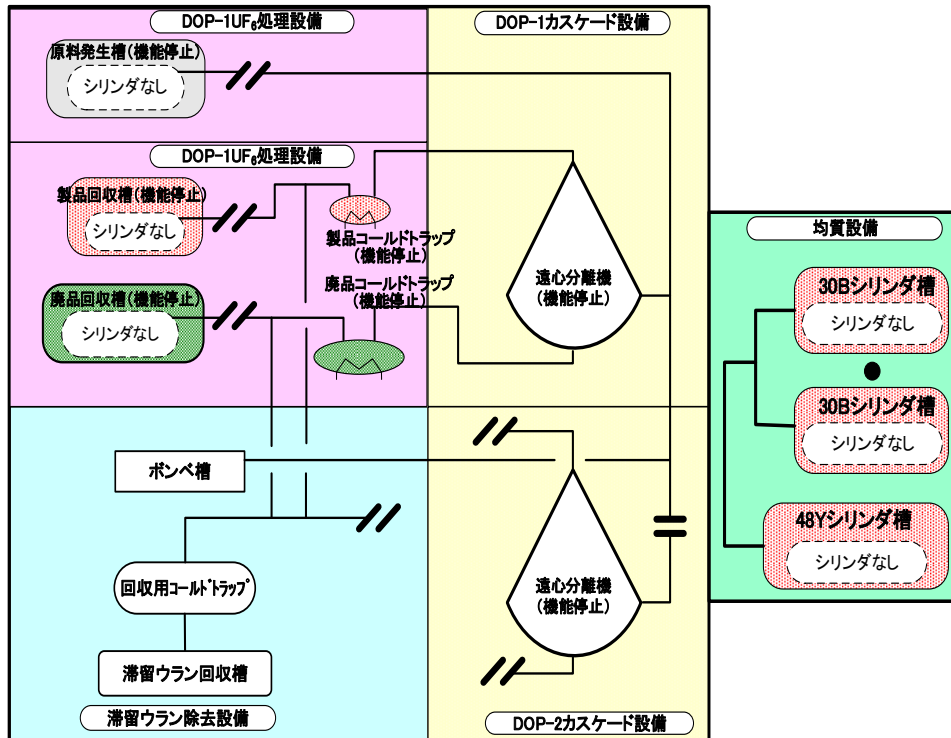 DOP-1UF₆処理設備
原料発生槽(機能停止)
シリンダなし
DOP-1カスケード設備
DOP-1UF₆処理設備
製品回収槽(機能停止)
シリンダなし
製品コールドトラップ
(機能停止)
廃品コールドトラップ
(機能停止)
廃品回収槽(機能停止)
シリンダなし
遠心分離機
(機能停止)
均質設備
30Bシリンダ槽
シリンダなし
30Bシリンダ槽
シリンダなし
48Yシリンダ槽
シリンダなし
ボンベ槽
回収用コールドトラップ
滞留ウラン回収槽
滞留ウラン除去設備
遠心分離機
(機能停止)
DOP-2カスケード設備